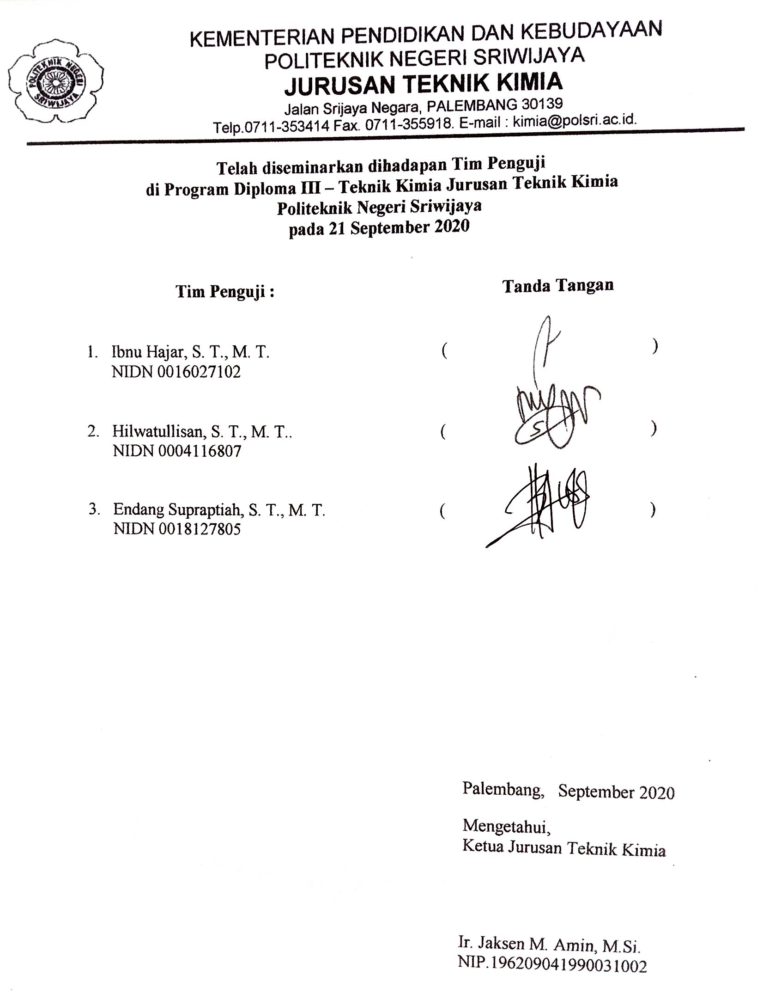 POLITEKNIK NEGERI
SRIWIJAYA
KEMENTERIAN PENDIDIKAN DAN KEBUDAYAAN
POLITEKNIK NEGERI SRIWIJAYA
JURUSAN TEKNIK KIMIA
Jalan Srijaya Negara, PALEMBANG 30139
Telp.0711-353414 Fax. 0711-355918. E-mail : kimia@polsri.ac.id.
Telah diseminarkan dihadapan Tim Penguji
di Program Diploma III – Teknik Kimia Jurusan Teknik Kimia
Politeknik Negeri Sriwijaya
pada 21 September 2020
Tim Penguji : Tanda Tangan
1. Ibnu Hajar, S. T., M. T. ( )
NIDN 0016027102
2. Hilwatullisan, S. T., M. T.. ( )
NIDN 0004116807
3. Endang Supraptiah, S. T., M. T. ( )
NIDN 0018127805
Palembang, September 2020
Mengetahui,
Ketua Jurusan Teknik Kimia
Ir. Jaksen M. Amin, M.Si.
NIP.196209041990031002